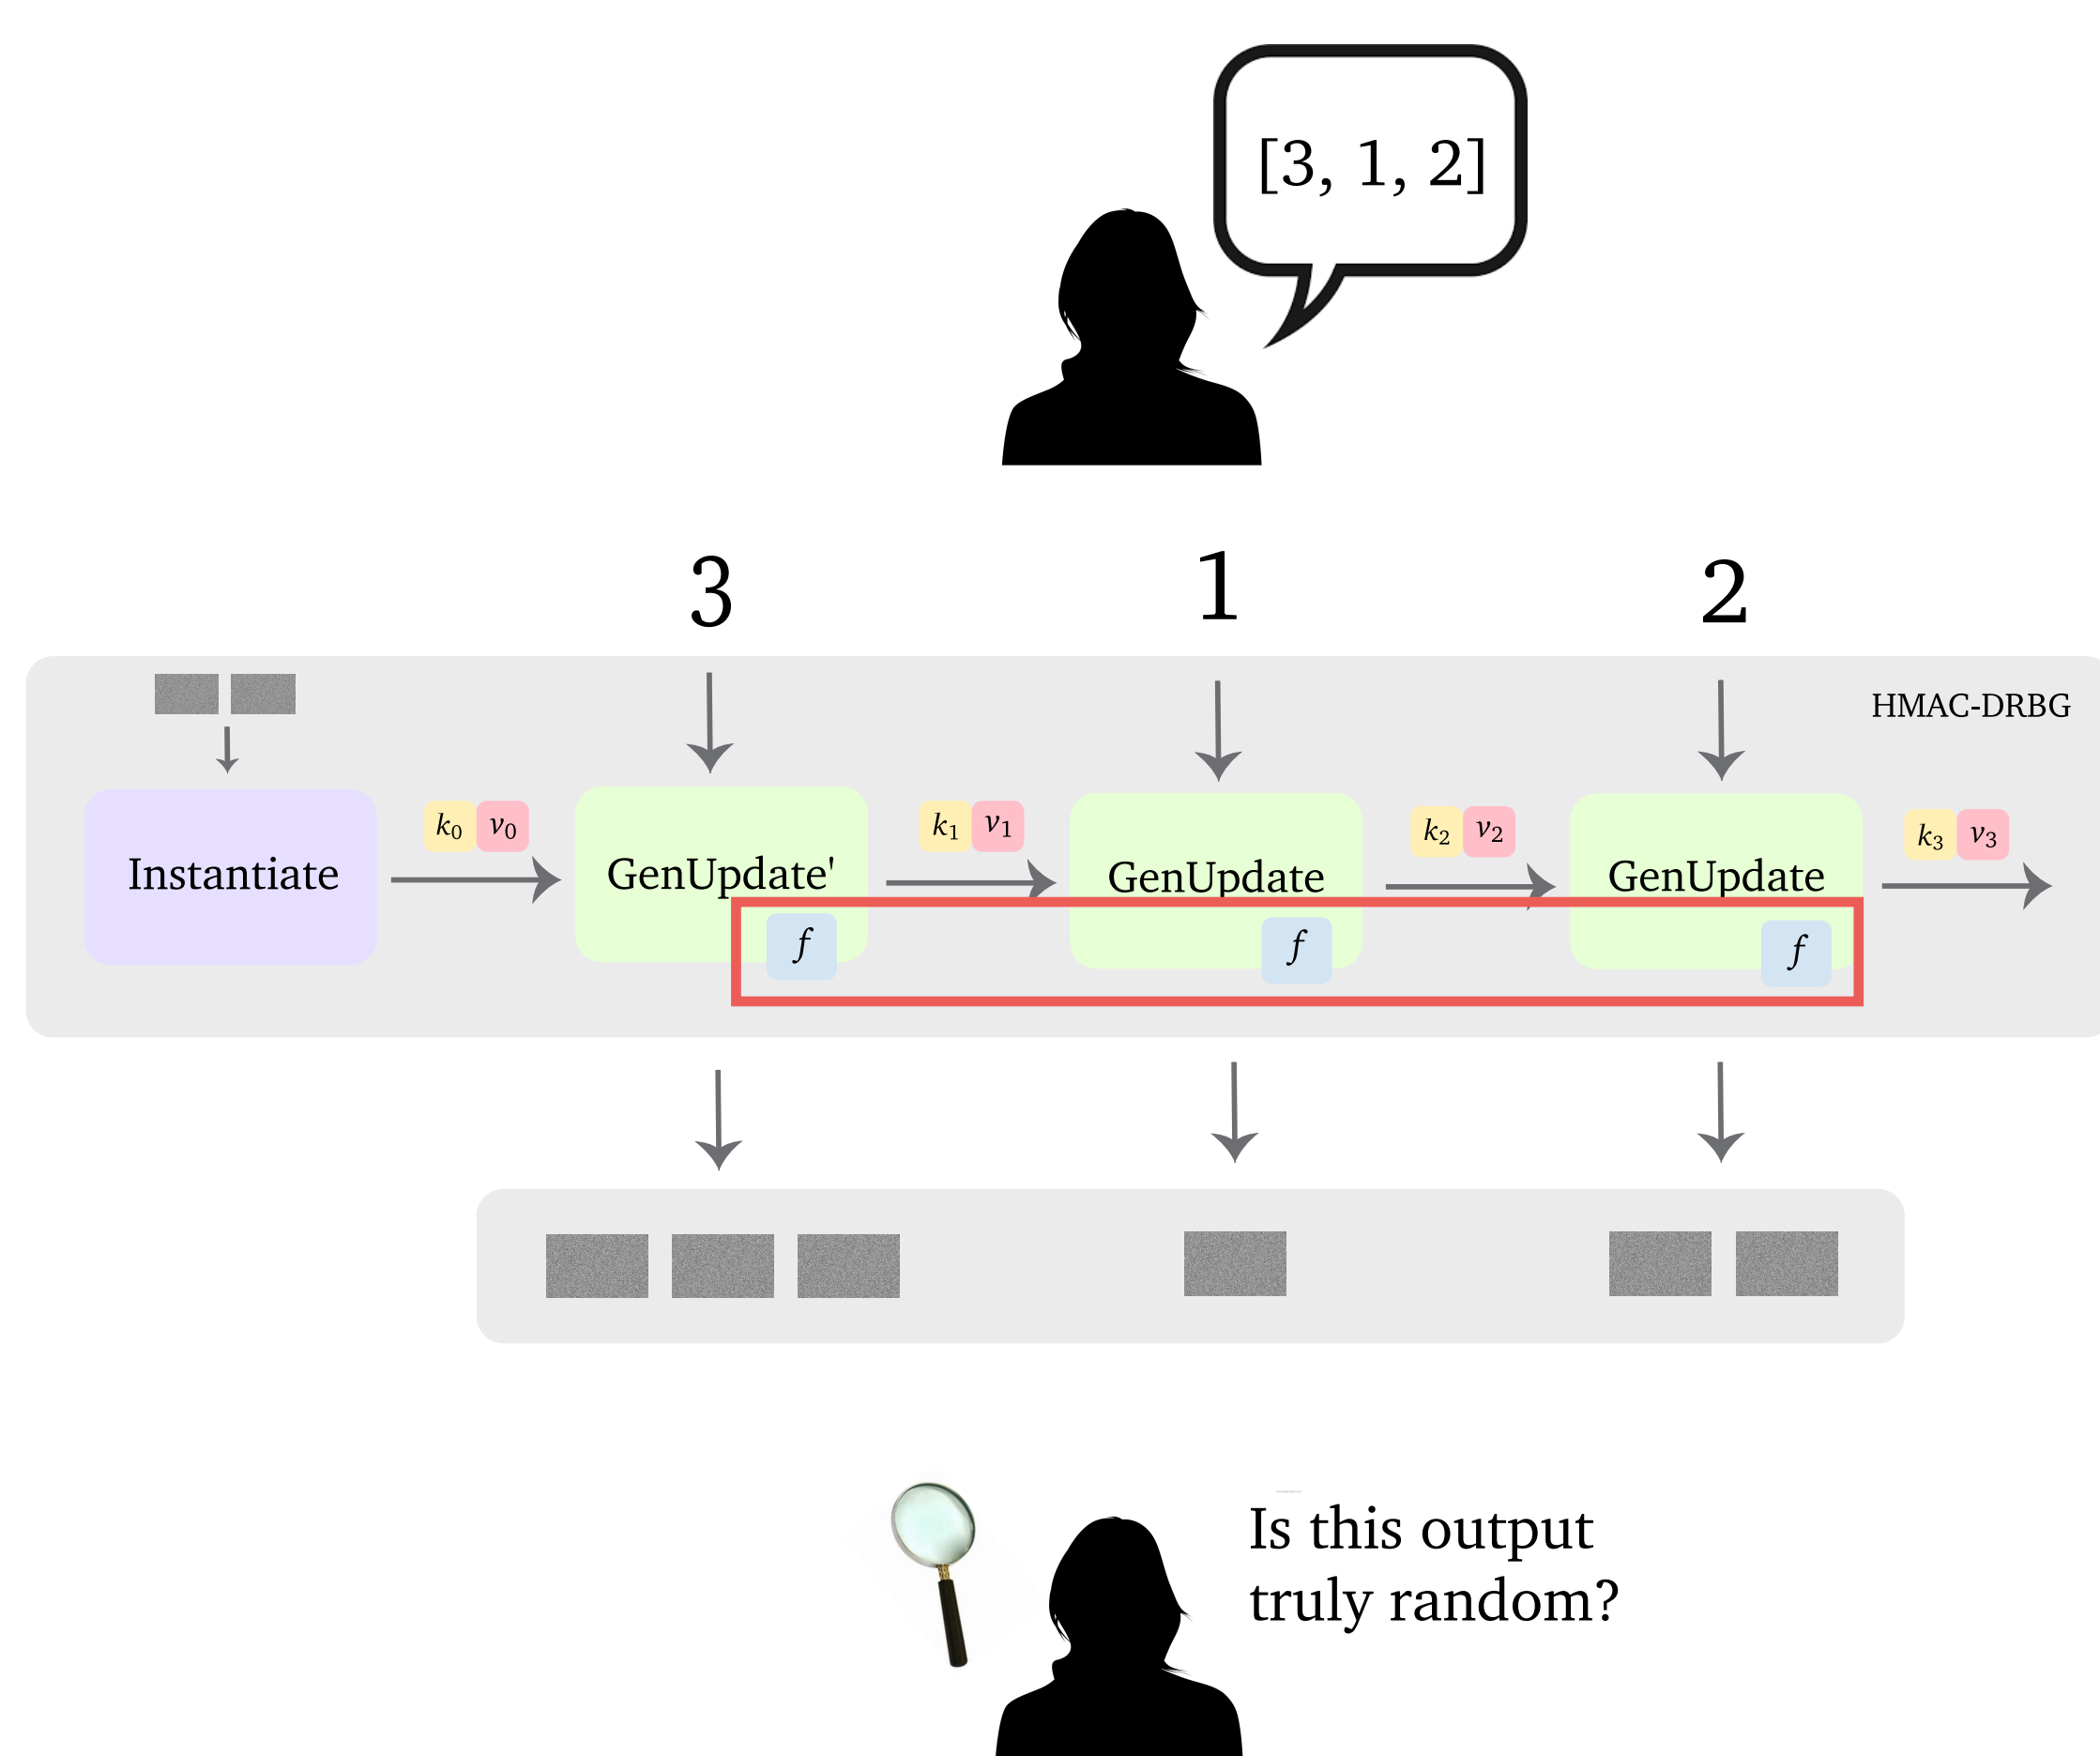 [3, 1, 2]
3 1 2
HMAC-DRBG
k₀ v₀ k₁ v₁ k₂ v₂ k₃ v₃
Instantiate GenUpdate' GenUpdate GenUpdate
f f f
Is this output
truly random?